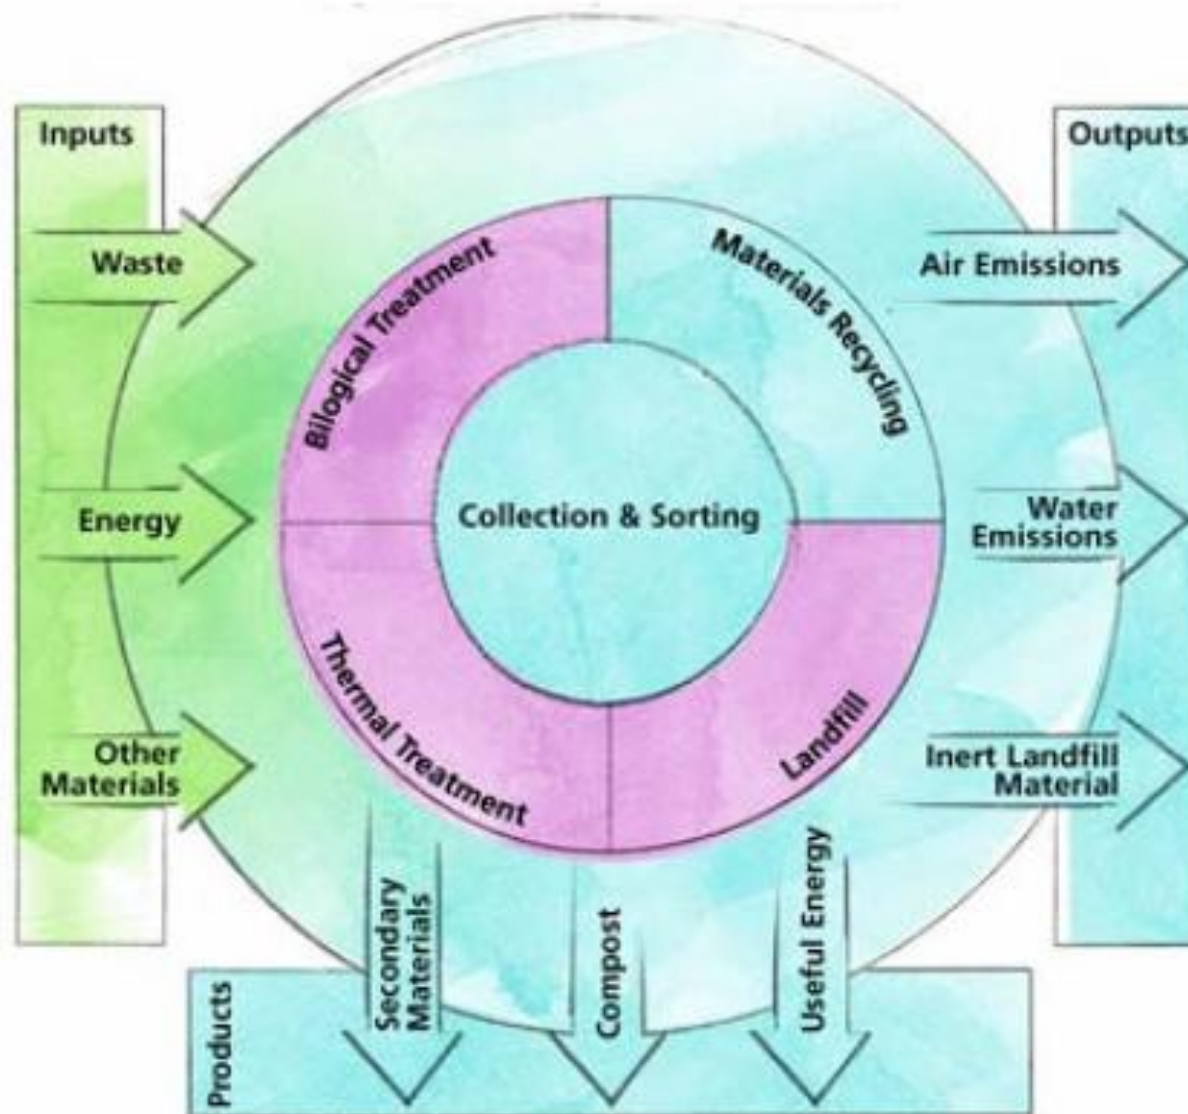 Inputs
Outputs
Waste
Air Emissions
Bilogical Treatment
Materials Recycling
Energy
Collection & Sorting
Water
Emissions
Other
Materials
Thermal Treatment
Landfill
Inert Landfill
Material
Secondary
Materials
Compost
Useful Energy
Products